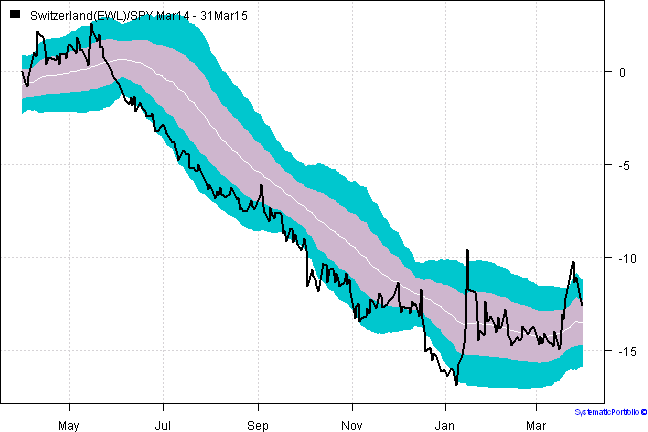 Switzerland(EWL)/SPY Mar14 - 31Mar15
0
-5
-10
-15
May Jul Sep Nov Jan Mar
SystematicPortfolio ©